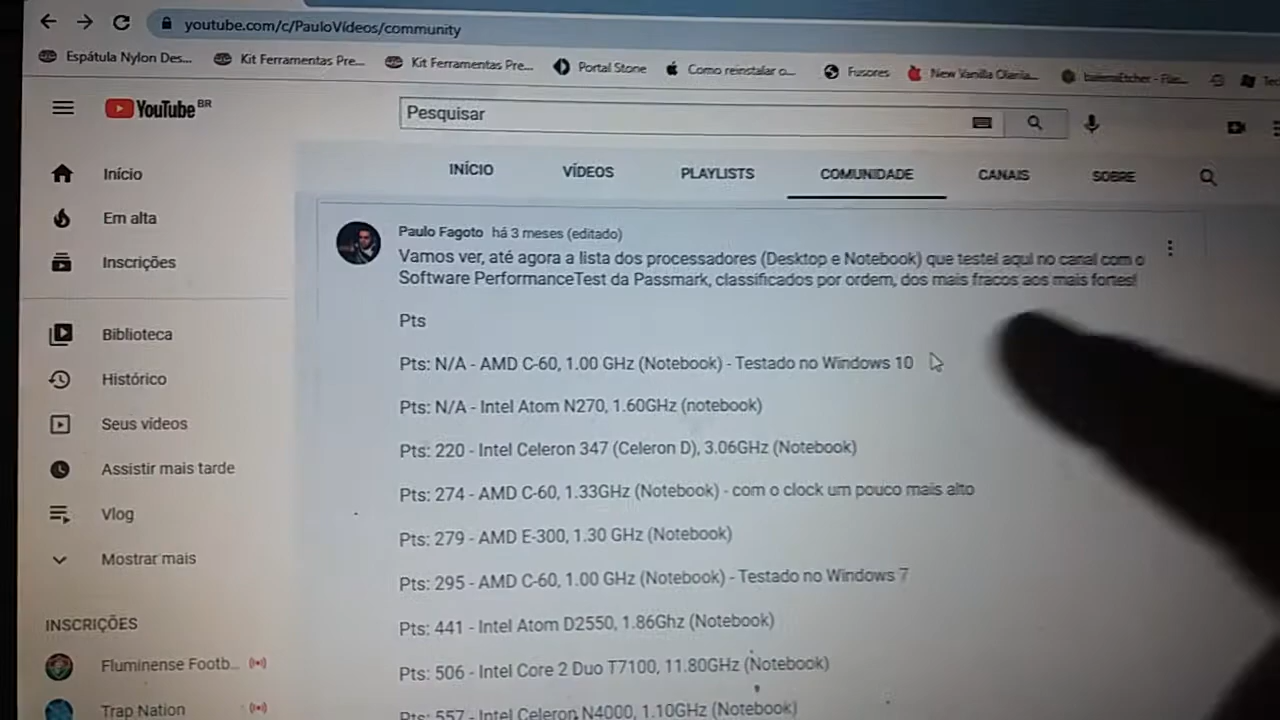 youtube.com/c/PauloVídeos/community
Espátula Nylon Des... Kit Ferramentas Pre... Kit Ferramentas Pre... Portal Stone Como reinstalar o... Fusores New Vanilla
YouTube BR
Pesquisar
INÍCIO VÍDEOS PLAYLISTS COMUNIDADE CANAIS SOBRE
Início
Em alta
Inscrições
Biblioteca
Histórico
Seus vídeos
Assistir mais tarde
Vlog
Mostrar mais
INSCRIÇÕES
Fluminense Footb...
Trap Nation
Paulo Fagoto há 3 meses (editado)
Vamos ver, até agora a lista dos processadores (Desktop e Notebook) que testei aqui no canal com o
Software PerformanceTest da Passmark, classificados por ordem, dos mais fracos aos mais fortes!
Pts
Pts: N/A - AMD C-60, 1.00 GHz (Notebook) - Testado no Windows 10
Pts: N/A - Intel Atom N270, 1.60GHz (notebook)
Pts: 220 - Intel Celeron 347 (Celeron D), 3.06GHz (Notebook)
Pts: 274 - AMD C-60, 1.33GHz (Notebook) - com o clock um pouco mais alto
Pts: 279 - AMD E-300, 1.30 GHz (Notebook)
Pts: 295 - AMD C-60, 1.00 GHz (Notebook) - Testado no Windows 7
Pts: 441 - Intel Atom D2550, 1.86Ghz (Notebook)
Pts: 506 - Intel Core 2 Duo T7100, 11.80GHz (Notebook)
Pts: 557 - Intel Celeron N4000, 1.10GHz (Notebook)